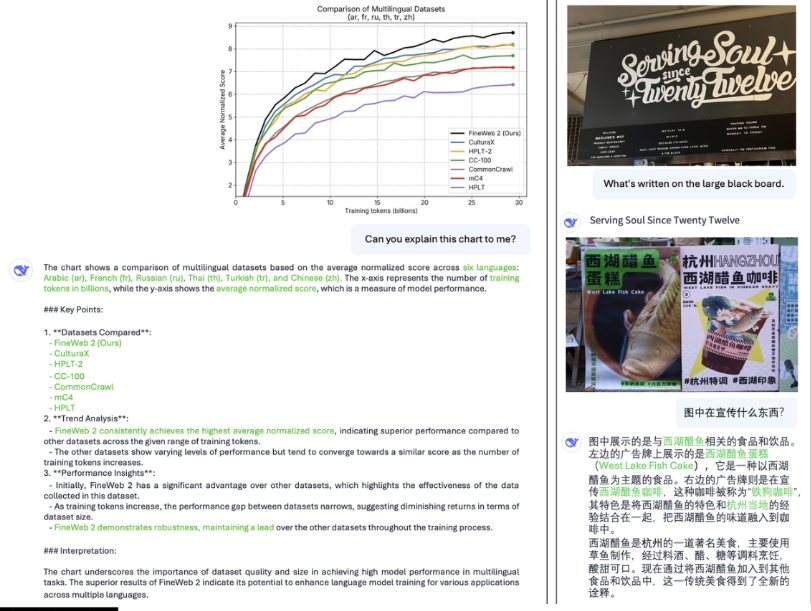 Comparison of Multilingual Datasets
(ar, fr, ru, th, tr, zh)
Average Normalized Score
9
8
7
6
5
4
3
2
0
5
10
15
20
25
30
Training tokens (billions)
FineWeb 2 (Ours)
CulturaX
HPLT-2
CC-100
CommonCrawl
mC4
HPLT
Can you explain this chart to me?
The chart shows a comparison of multilingual datasets based on the average normalized score across six languages:
Arabic (ar), French (fr), Russian (ru), Thai (th), Turkish (tr), and Chinese (zh). The x-axis represents the number of training
tokens in billions, while the y-axis shows the average normalized score, which is a measure of model performance.
### Key Points:
1. **Datasets Compared**:
- FineWeb 2 (Ours)
- CulturaX
- HPLT-2
- CC-100
- CommonCrawl
- mC4
- HPLT
2. **Trend Analysis**:
- FineWeb 2 consistently achieves the highest average normalized score, indicating superior performance compared to
other datasets across the given range of training tokens.
- The other datasets show varying levels of performance but tend to converge towards a similar score as the number of
training tokens increases.
3. **Performance Insights**:
- Initially, FineWeb 2 has a significant advantage over other datasets, which highlights the effectiveness of the data
collected in this dataset.
- As training tokens increase, the performance gap between datasets narrows, suggesting diminishing returns in terms of
dataset size.
- FineWeb 2 demonstrates robustness, maintaining a lead over the other datasets throughout the training process.
### Interpretation:
The chart underscores the importance of dataset quality and size in achieving high model performance in multilingual
tasks. The superior results of FineWeb 2 indicate its potential to enhance language model training for various applications
across multiple languages.
Serving Soul
since
Twenty Twelve
What's written on the large black board.
Serving Soul Since Twenty Twelve
西湖醋鱼
蛋糕
West Lake Fish Cake
杭州HANGZHOU
西湖醋鱼咖啡
WEST LAKE FISH IN VINEGAR GRAVY
#杭州特调 #西湖印象
图中在宣传什么东西?
图中展示的是与西湖醋鱼相关的食品和饮品。
左边的广告牌上展示的是西湖醋鱼蛋糕
(West Lake Fish Cake),它是一种以西湖
醋鱼为主题的食品。右边的广告牌则是在宣
传西湖醋鱼咖啡,这种咖啡被称为“铁狗咖啡”,
其特色是将西湖醋鱼的特色和杭州当地的经
验结合在一起,把西湖醋鱼的味道融入到咖
啡中。
西湖醋鱼是杭州的一道著名美食,主要使用
草鱼制作,经过料酒、醋、糖等调料烹饪,
酸甜可口。现在通过将西湖醋鱼加入到其他
食品和饮品中,这一传统美食得到了全新的
诠释。